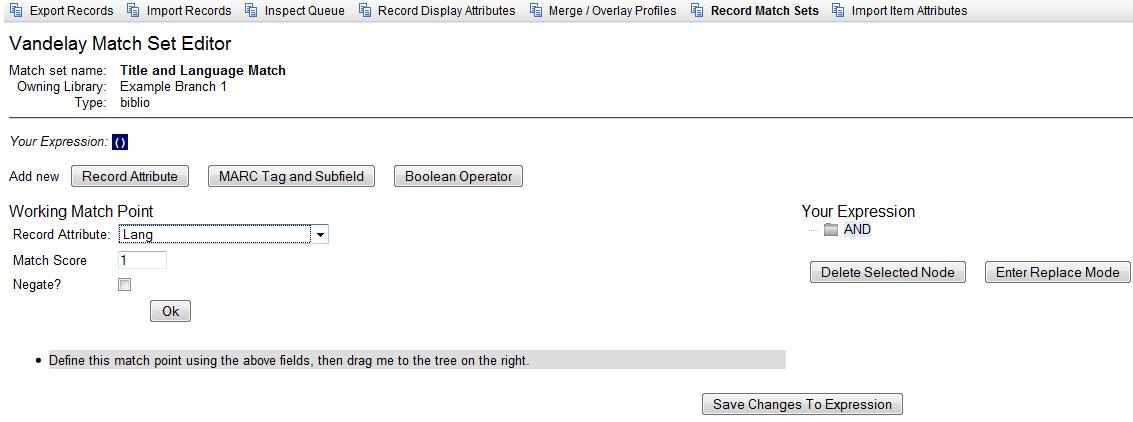 Export Records Import Records Inspect Queue Record Display Attributes Merge / Overlay Profiles Record Match Sets Import Item Attributes
Vandelay Match Set Editor
Match set name: Title and Language Match
Owning Library: Example Branch 1
Type: biblio
Your Expression: ()
Add new Record Attribute MARC Tag and Subfield Boolean Operator
Working Match Point
Record Attribute: Lang
Match Score 1
Negate?
Ok
Your Expression
AND
Delete Selected Node Enter Replace Mode
• Define this match point using the above fields, then drag me to the tree on the right.
Save Changes To Expression